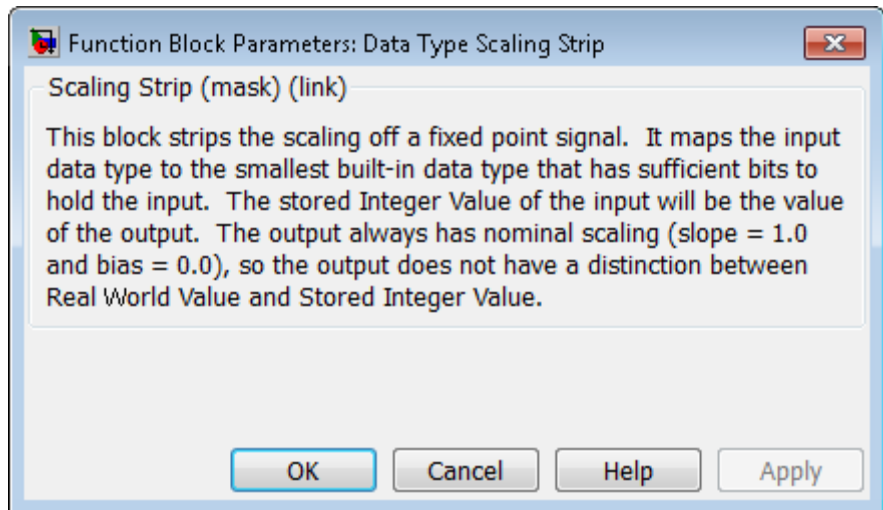 Function Block Parameters: Data Type Scaling Strip
Scaling Strip (mask) (link)
This block strips the scaling off a fixed point signal.  It maps the input
data type to the smallest built-in data type that has sufficient bits to
hold the input.  The stored Integer Value of the input will be the value
of the output.  The output always has nominal scaling (slope = 1.0
and bias = 0.0), so the output does not have a distinction between
Real World Value and Stored Integer Value.
OK Cancel Help Apply